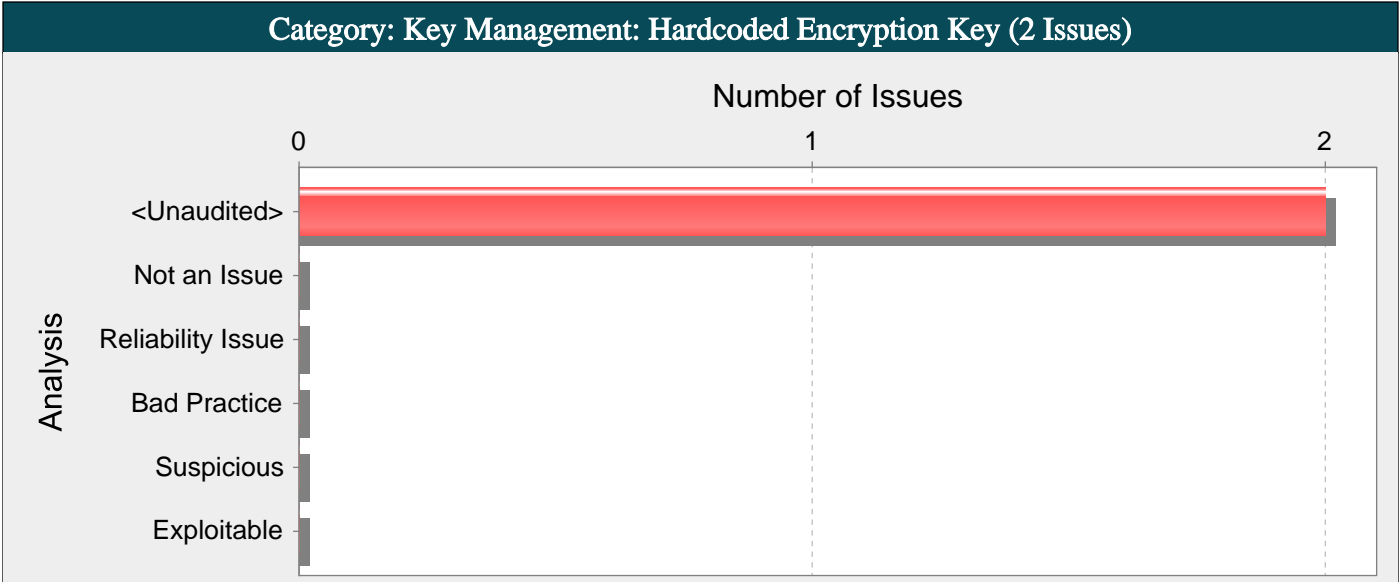 Category: Key Management: Hardcoded Encryption Key (2 Issues)
Number of Issues
0 1 2
<Unaudited>
Not an Issue
Reliability Issue
Bad Practice
Suspicious
Exploitable
Analysis